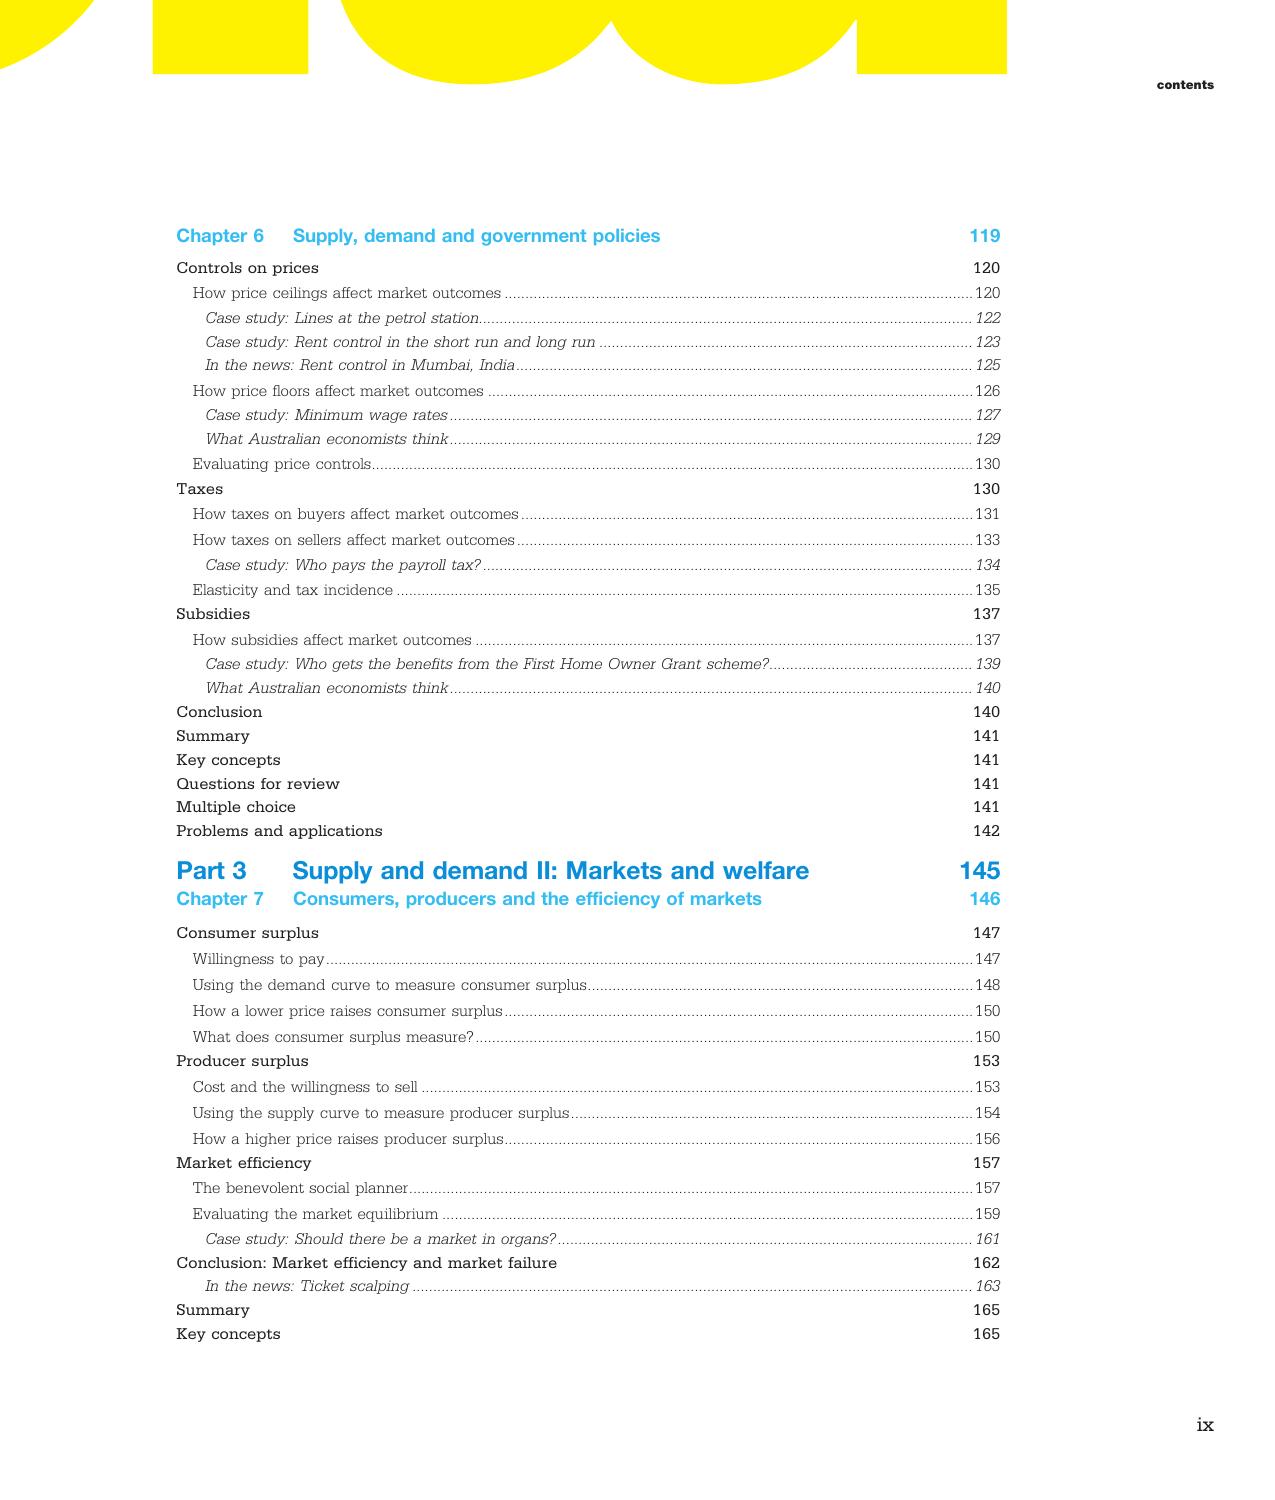 contents
Chapter 6 Supply, demand and government policies 119
Controls on prices 120
How price ceilings affect market outcomes 120
Case study: Lines at the petrol station 122
Case study: Rent control in the short run and long run 123
In the news: Rent control in Mumbai, India 125
How price floors affect market outcomes 126
Case study: Minimum wage rates 127
What Australian economists think 129
Evaluating price controls 130
Taxes 130
How taxes on buyers affect market outcomes 131
How taxes on sellers affect market outcomes 133
Case study: Who pays the payroll tax? 134
Elasticity and tax incidence 135
Subsidies 137
How subsidies affect market outcomes 137
Case study: Who gets the benefits from the First Home Owner Grant scheme? 139
What Australian economists think 140
Conclusion 140
Summary 141
Key concepts 141
Questions for review 141
Multiple choice 141
Problems and applications 142
Part 3 Supply and demand II: Markets and welfare 145
Chapter 7 Consumers, producers and the efficiency of markets 146
Consumer surplus 147
Willingness to pay 147
Using the demand curve to measure consumer surplus 148
How a lower price raises consumer surplus 150
What does consumer surplus measure? 150
Producer surplus 153
Cost and the willingness to sell 153
Using the supply curve to measure producer surplus 154
How a higher price raises producer surplus 156
Market efficiency 157
The benevolent social planner 157
Evaluating the market equilibrium 159
Case study: Should there be a market in organs? 161
Conclusion: Market efficiency and market failure 162
In the news: Ticket scalping 163
Summary 165
Key concepts 165
ix